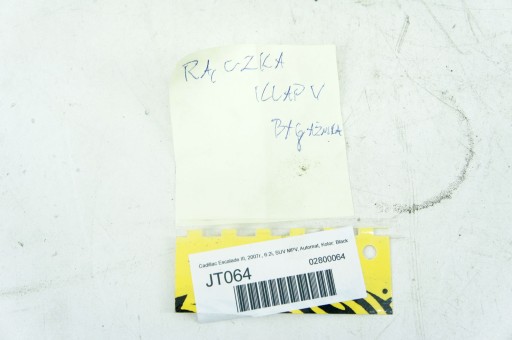 RĄCZKA
KLAPY
BAGAŻNIKA
Cadillac Escalade III, 2007r., 6.2i, SUV MPV, Automat, Kolor: Black
JT064
02800064